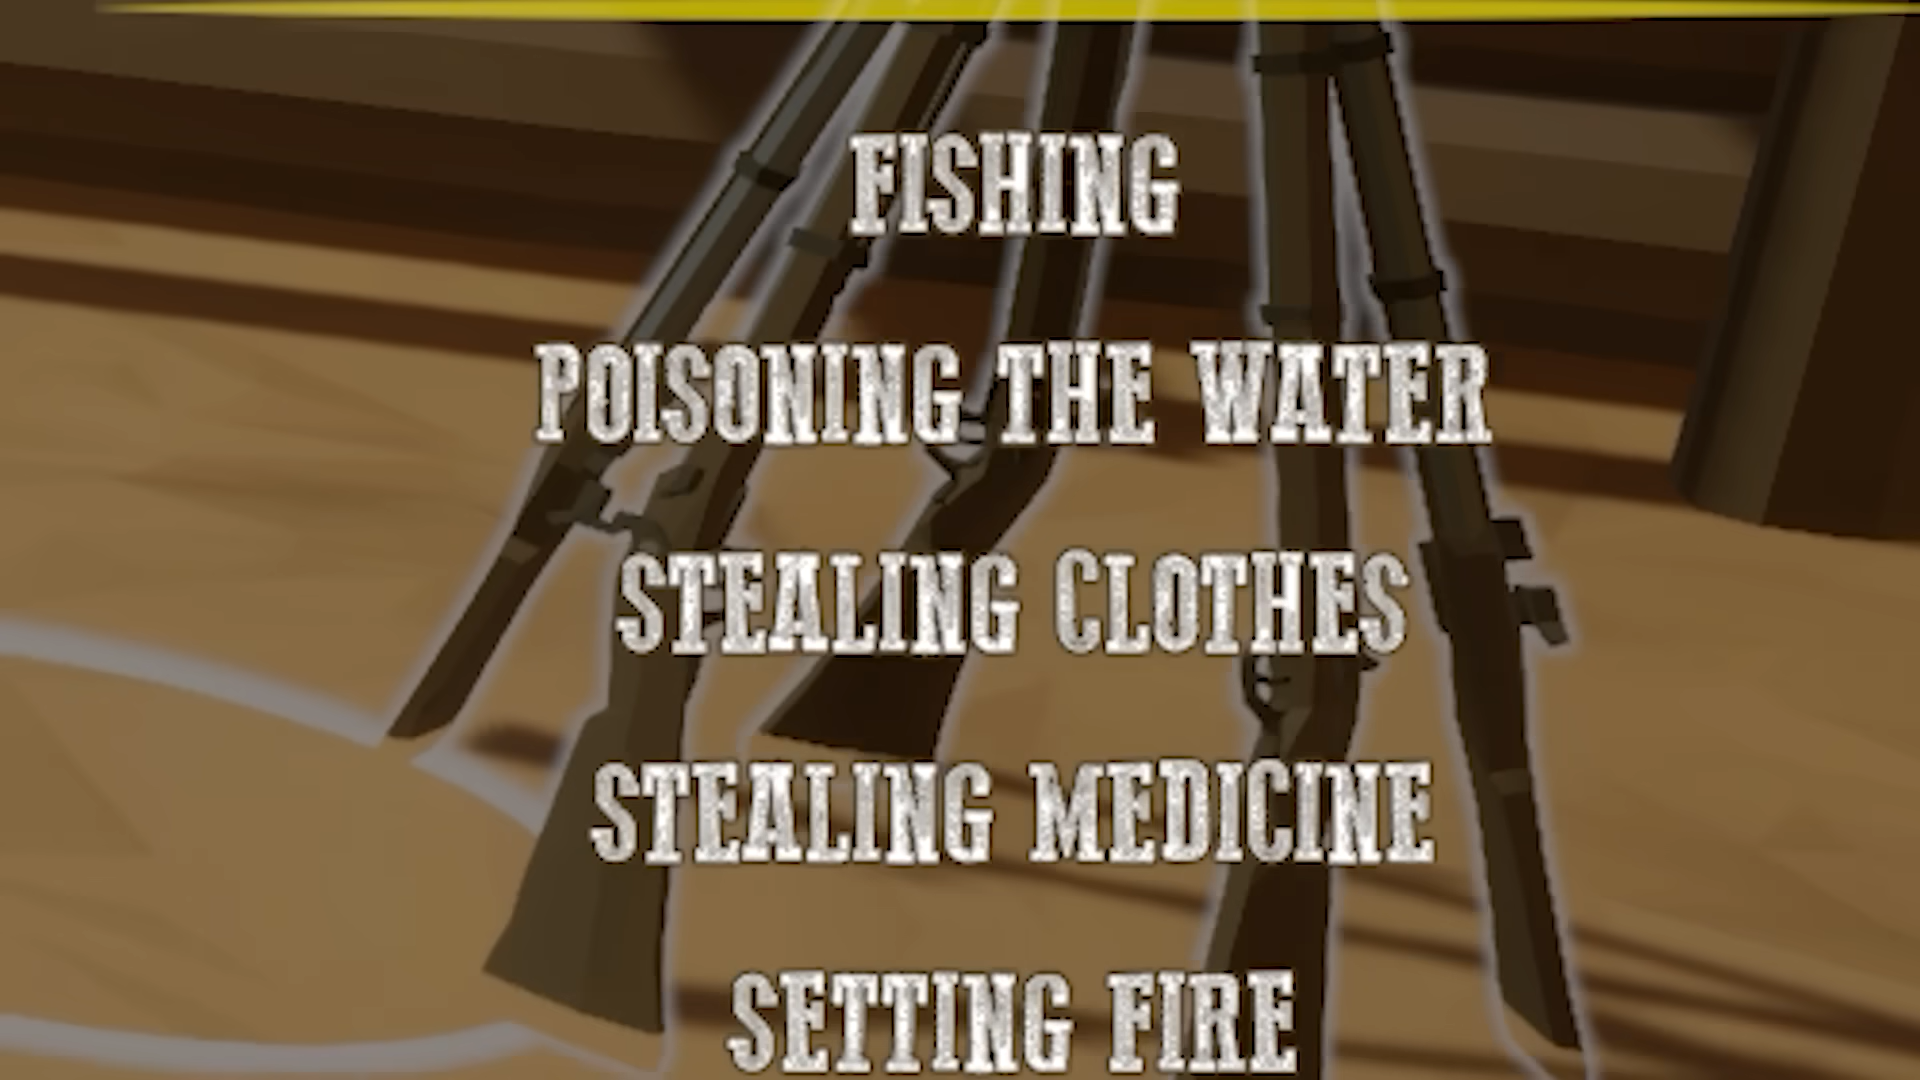 FISHING
POISONING THE WATER
STEALING CLOTHES
STEALING MEDICINE
SETTING FIRE